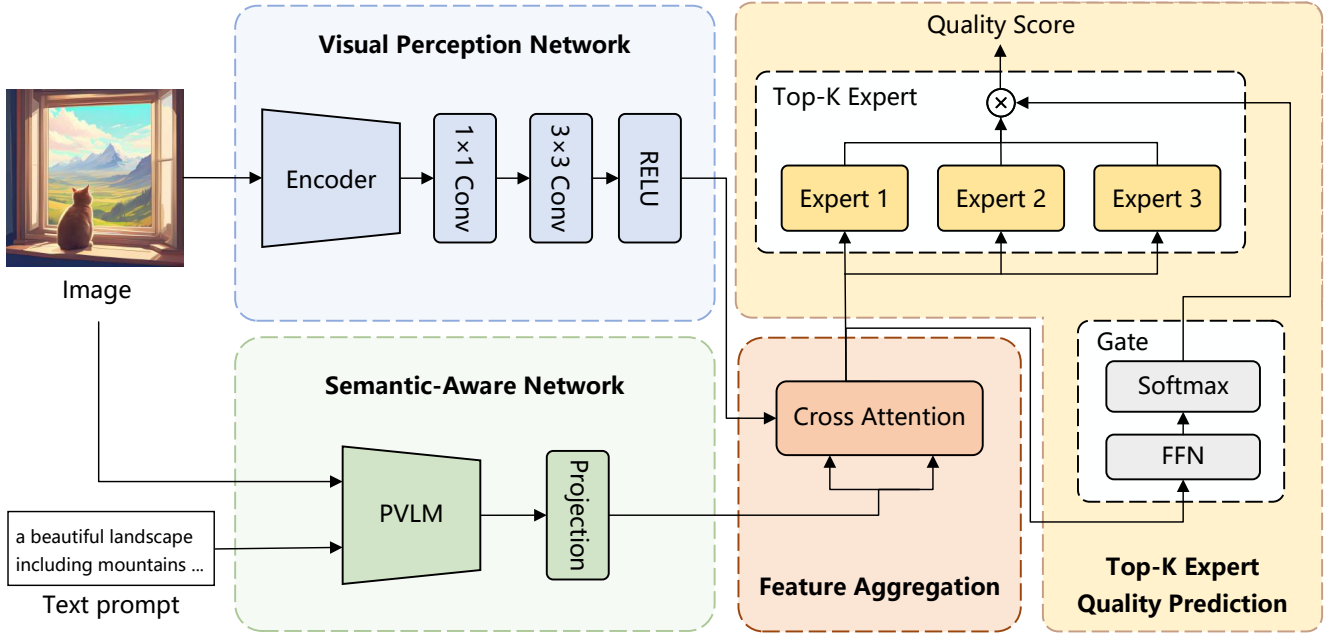 Visual Perception Network
Encoder
1×1 Conv
3×3 Conv
RELU
Image
Semantic-Aware Network
PVLM
Projection
a beautiful landscape
including mountains ...
Text prompt
Cross Attention
Feature Aggregation
Quality Score
Top-K Expert
Expert 1
Expert 2
Expert 3
Gate
Softmax
FFN
Top-K Expert
Quality Prediction